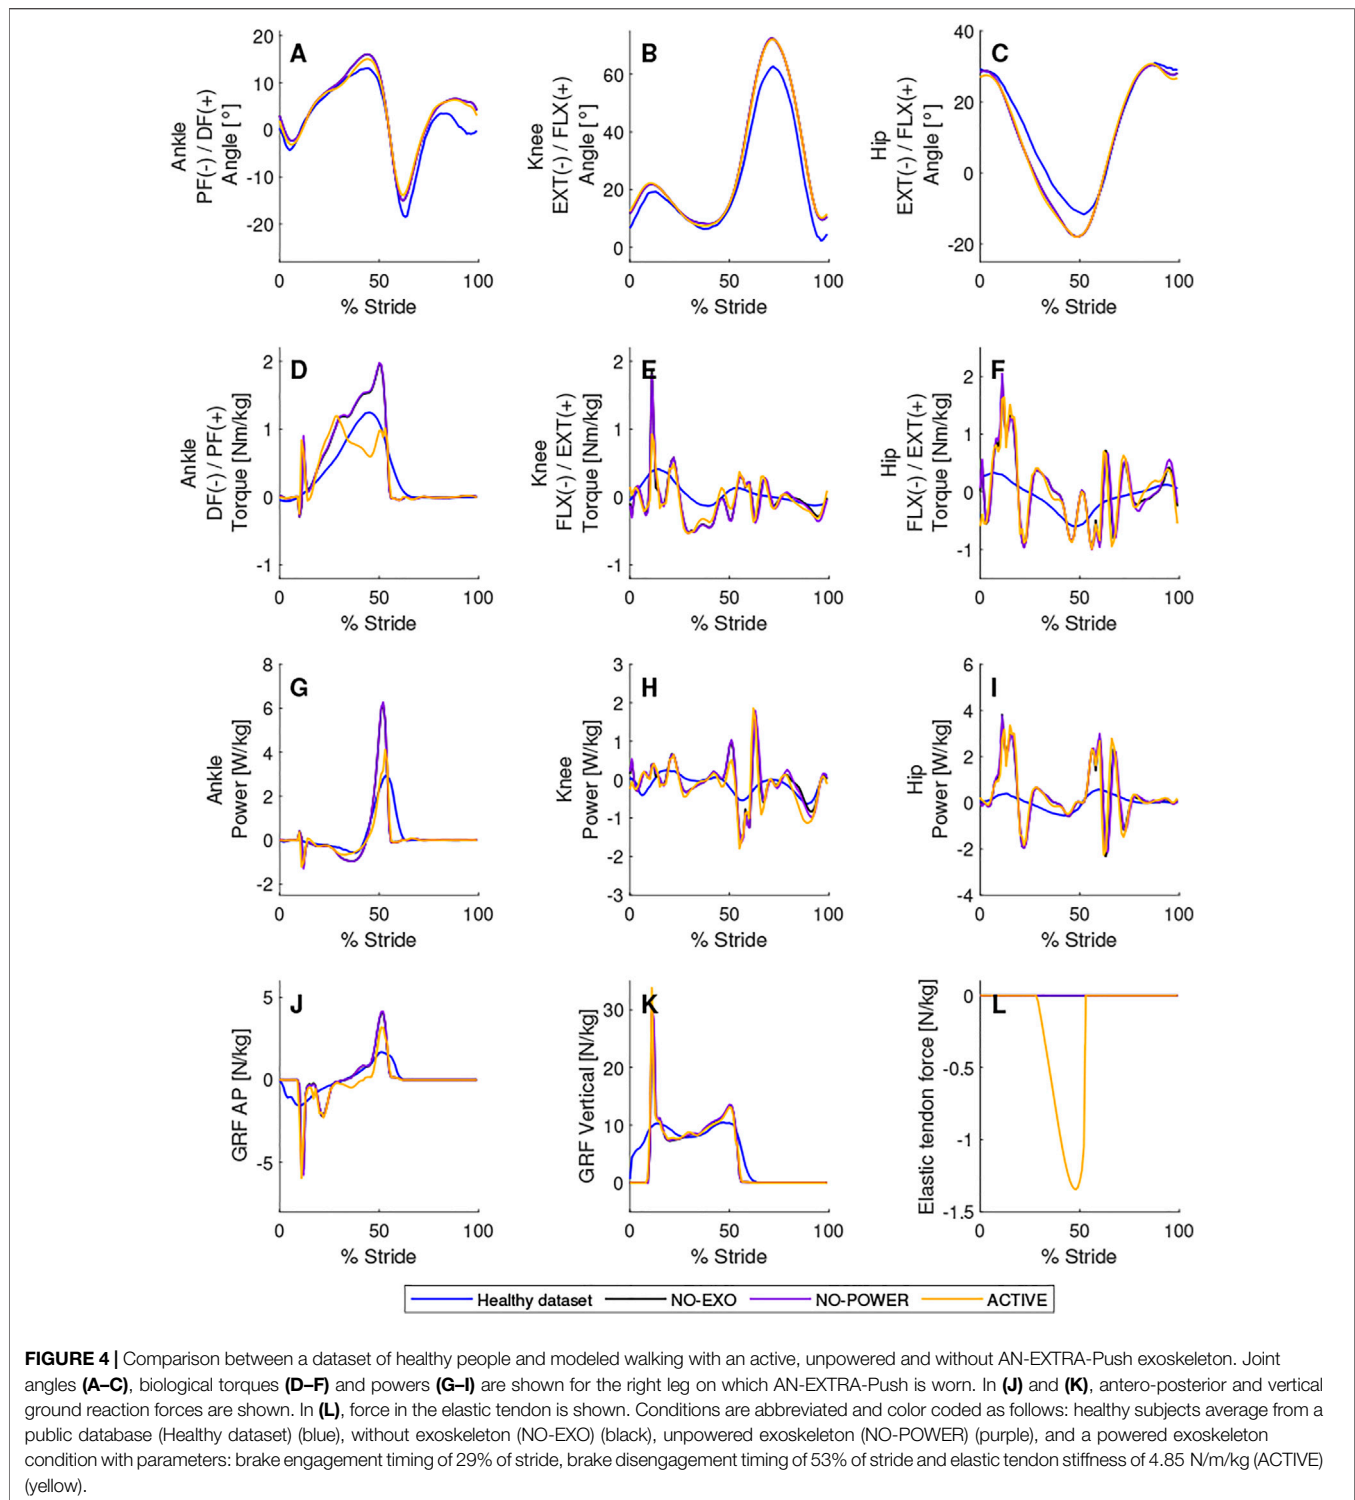 A
Ankle
PF(-) / DF(+)
Angle [°]
20
10
0
-10
-20
0 50 100
% Stride
B
Knee
EXT(-) / FLX(+)
Angle [°]
60
40
20
0
0 50 100
% Stride
C
Hip
EXT(-) / FLX(+)
Angle [°]
40
20
0
-20
0 50 100
% Stride
D
Ankle
DF(-) / PF(+)
Torque [Nm/kg]
2
1
0
-1
0 50 100
% Stride
E
Knee
FLX(-) / EXT(+)
Torque [Nm/kg]
2
1
0
-1
0 50 100
% Stride
F
Hip
FLX(-) / EXT(+)
Torque [Nm/kg]
2
1
0
-1
0 50 100
% Stride
G
Ankle
Power [W/kg]
8
6
4
2
0
-2
0 50 100
% Stride
H
Knee
Power [W/kg]
3
2
1
0
-1
-2
-3
0 50 100
% Stride
I
Hip
Power [W/kg]
6
4
2
0
-2
-4
0 50 100
% Stride
J
GRF AP [N/kg]
5
0
-5
0 50 100
% Stride
K
GRF Vertical [N/kg]
30
20
10
0
0 50 100
% Stride
L
Elastic tendon force [N/kg]
0
-0.5
-1
-1.5
0 50 100
% Stride
Healthy dataset NO-EXO NO-POWER ACTIVE
FIGURE 4 | Comparison between a dataset of healthy people and modeled walking with an active, unpowered and without AN-EXTRA-Push exoskeleton. Joint
angles (A–C), biological torques (D–F) and powers (G–I) are shown for the right leg on which AN-EXTRA-Push is worn. In (J) and (K), antero-posterior and vertical
ground reaction forces are shown. In (L), force in the elastic tendon is shown. Conditions are abbreviated and color coded as follows: healthy subjects average from a
public database (Healthy dataset) (blue), without exoskeleton (NO-EXO) (black), unpowered exoskeleton (NO-POWER) (purple), and a powered exoskeleton
condition with parameters: brake engagement timing of 29% of stride, brake disengagement timing of 53% of stride and elastic tendon stiffness of 4.85 N/m/kg (ACTIVE)
(yellow).